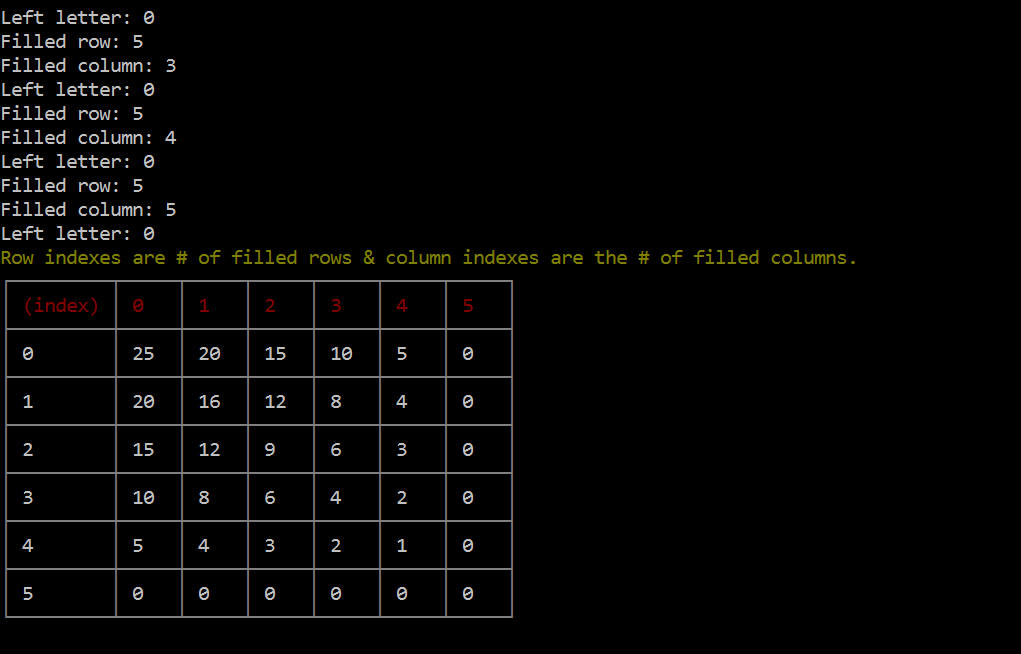 Left letter: 0
Filled row: 5
Filled column: 3
Left letter: 0
Filled row: 5
Filled column: 4
Left letter: 0
Filled row: 5
Filled column: 5
Left letter: 0
Row indexes are # of filled rows & column indexes are the # of filled columns.
(index) 0 1 2 3 4 5
0 25 20 15 10 5 0
1 20 16 12 8 4 0
2 15 12 9 6 3 0
3 10 8 6 4 2 0
4 5 4 3 2 1 0
5 0 0 0 0 0 0